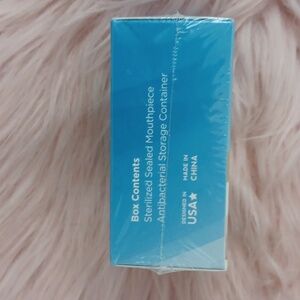 Box Contents
Sterilized Sealed Mouthpiece
Antibacterial Storage Container
DESIGNED IN
USA★
MADE IN
CHINA